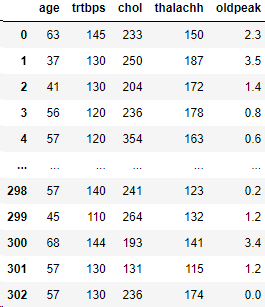 age trtbps chol thalachh oldpeak
0 63 145 233 150 2.3
1 37 130 250 187 3.5
2 41 130 204 172 1.4
3 56 120 236 178 0.8
4 57 120 354 163 0.6
... ... ... ... ... ...
298 57 140 241 123 0.2
299 45 110 264 132 1.2
300 68 144 193 141 3.4
301 57 130 131 115 1.2
302 57 130 236 174 0.0